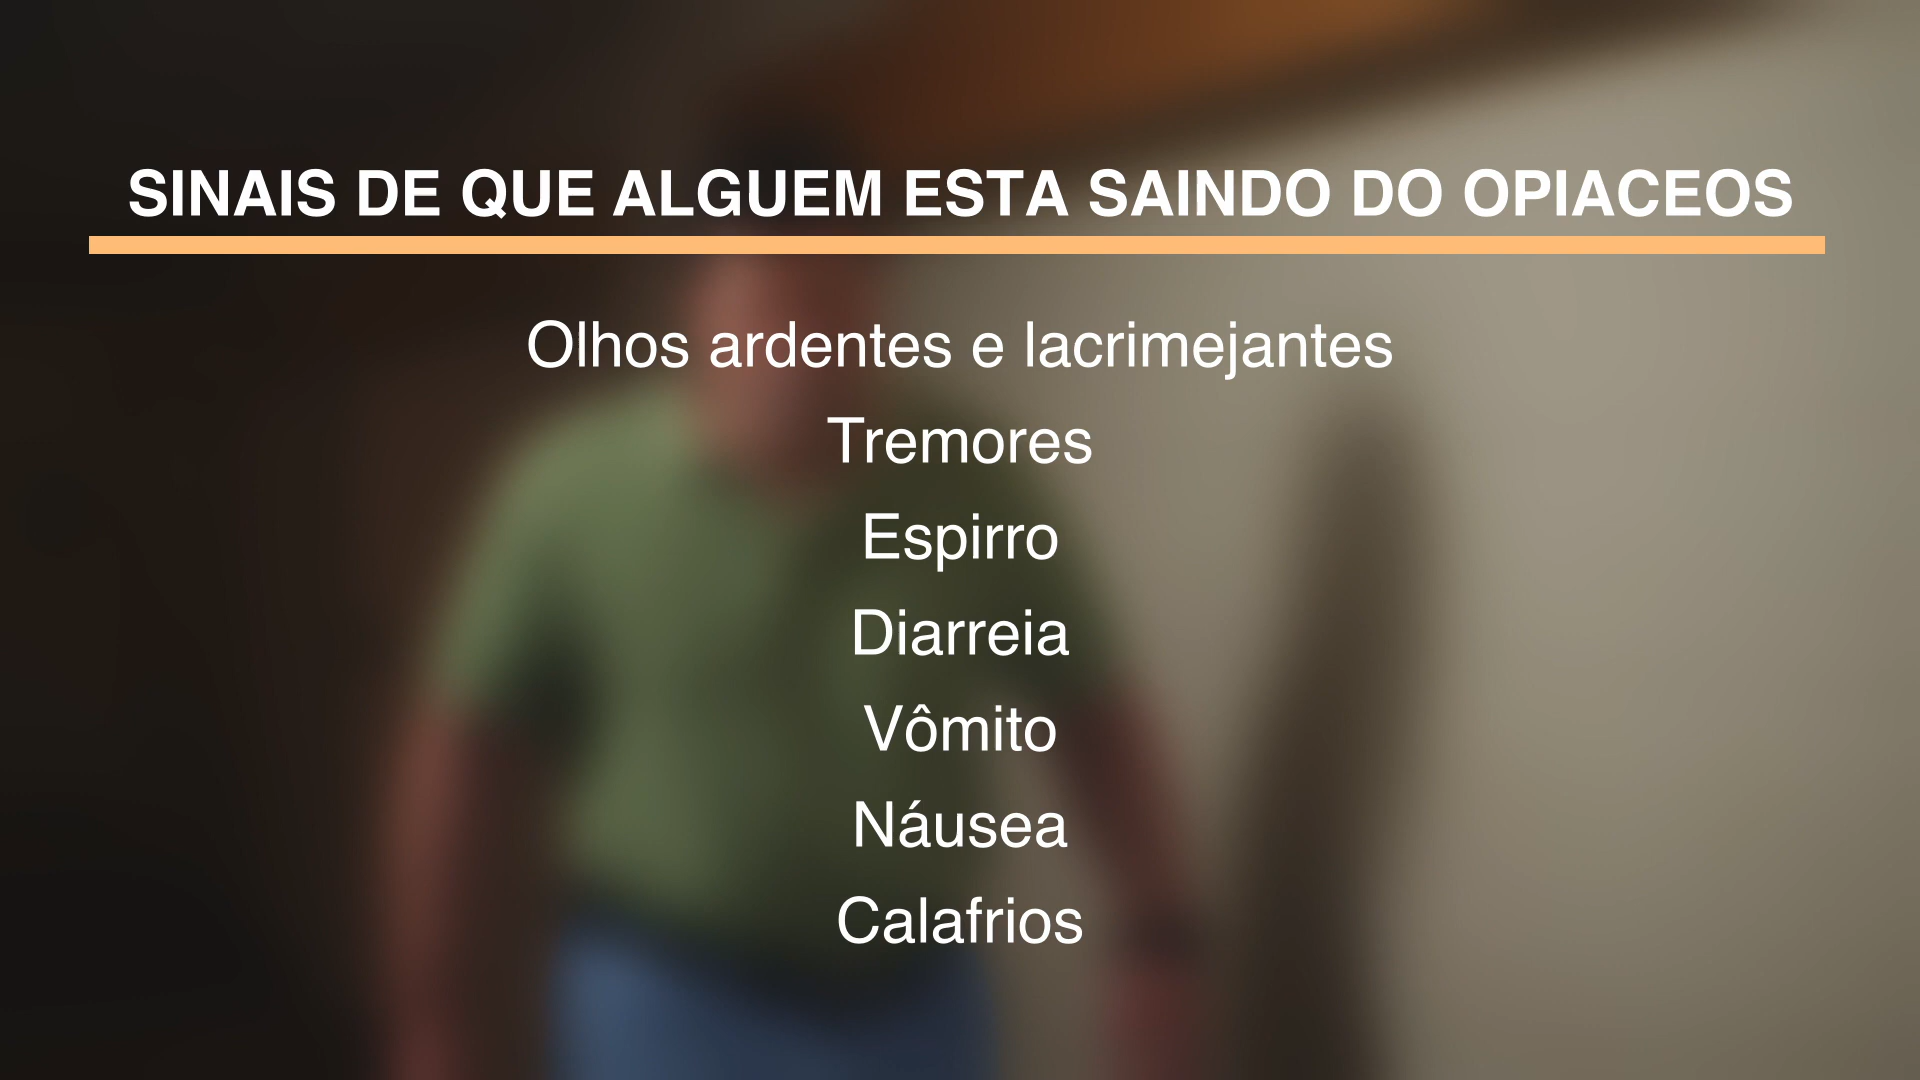 SINAIS DE QUE ALGUEM ESTA SAINDO DO OPIACEOS
Olhos ardentes e lacrimejantes
Tremores
Espirro
Diarreia
Vômito
Náusea
Calafrios